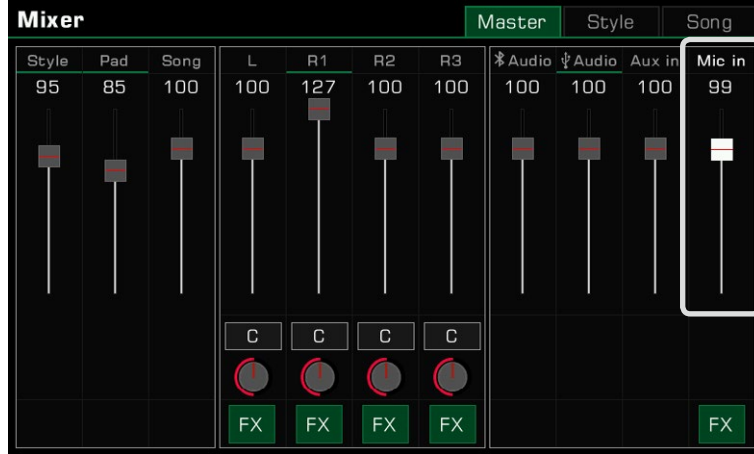 Mixer Master Style Song
Style Pad Song L R1 R2 R3 Audio Audio Aux in Mic in
95 85 100 100 127 100 100 100 100 100 99
C C C C
FX FX FX FX FX